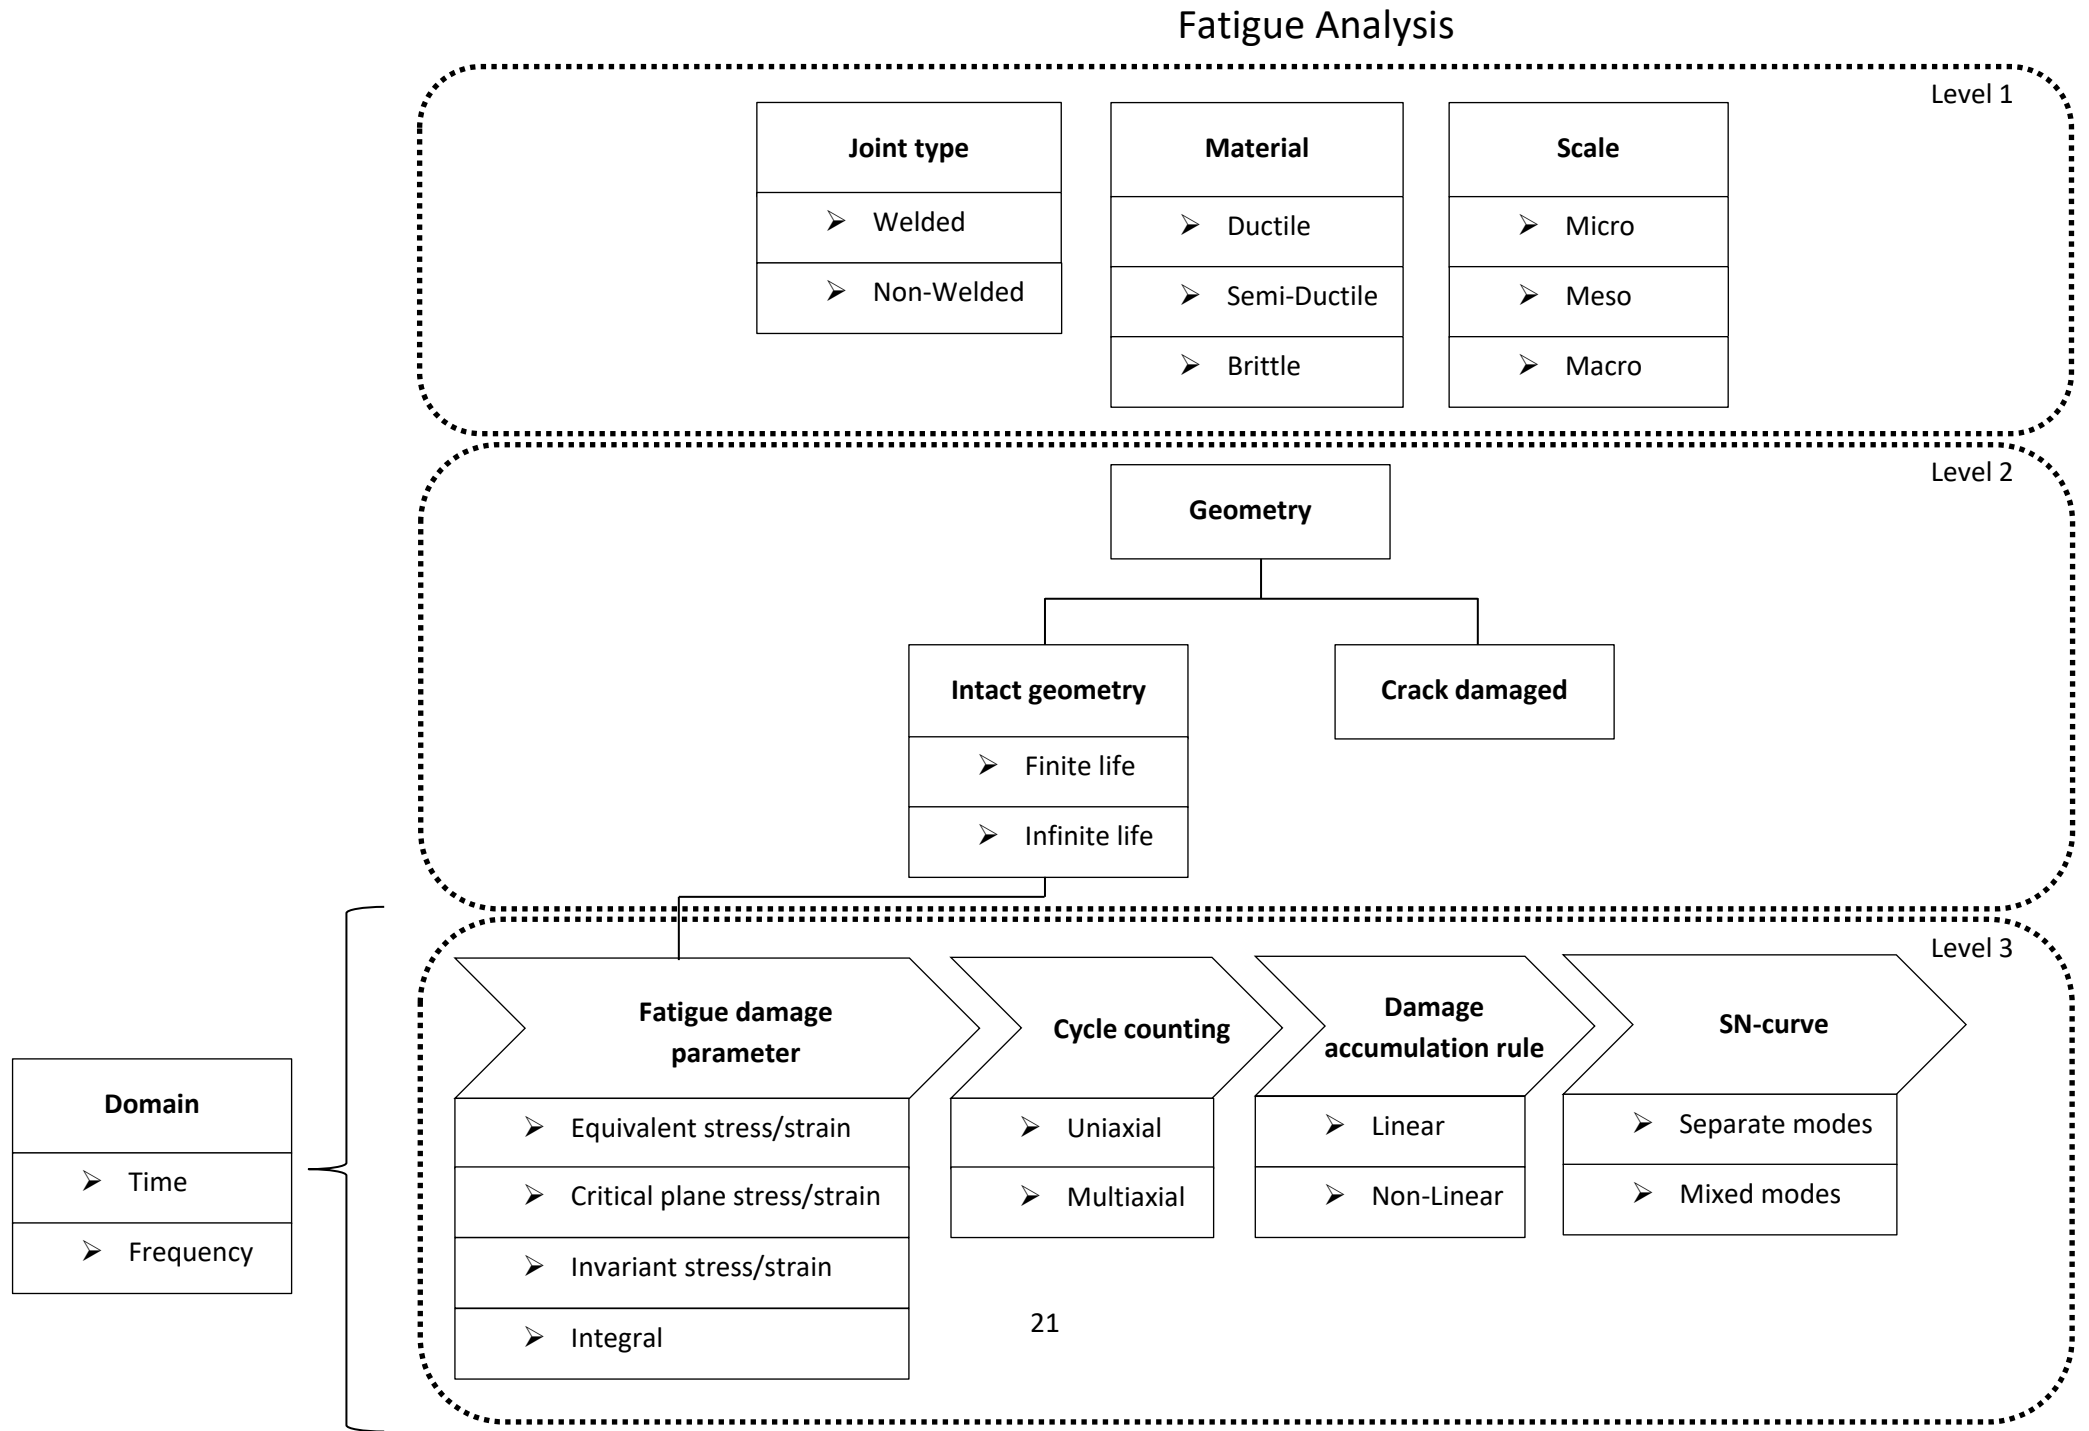 Fatigue Analysis
Level 1
Joint type
➢ Welded
➢ Non-Welded
Material
➢ Ductile
➢ Semi-Ductile
➢ Brittle
Scale
➢ Micro
➢ Meso
➢ Macro
Level 2
Geometry
Intact geometry
➢ Finite life
➢ Infinite life
Crack damaged
Level 3
Domain
➢ Time
➢ Frequency
Fatigue damage
parameter
➢ Equivalent stress/strain
➢ Critical plane stress/strain
➢ Invariant stress/strain
➢ Integral
Cycle counting
➢ Uniaxial
➢ Multiaxial
Damage
accumulation rule
➢ Linear
➢ Non-Linear
SN-curve
➢ Separate modes
➢ Mixed modes
21